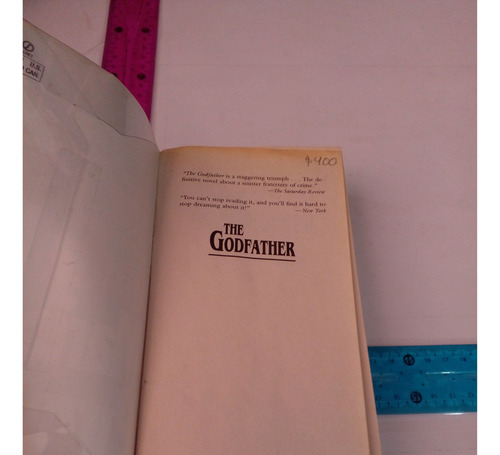 U.S.
CAN.
$400
"The Godfather is a staggering triumph . . . The de-
finitive novel about a sinister fraternity of crime."
—The Saturday Review
"You can't stop reading it, and you'll find it hard to
stop dreaming about it!"
—New York
THE
GODFATHER